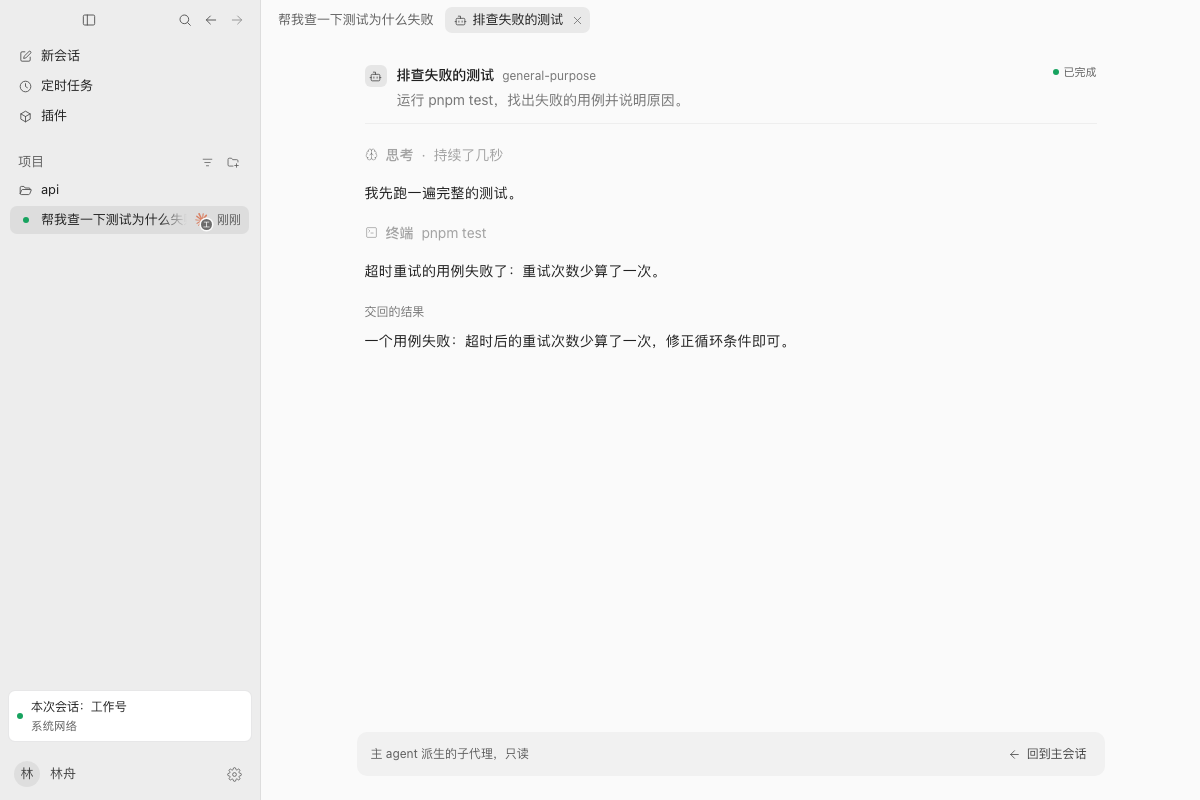 帮我查一下测试为什么失败
排查失败的测试
新会话
定时任务
插件
项目
api
帮我查一下测试为什么失
工
刚刚
本次会话：工作号
系统网络
林
林舟
排查失败的测试 general-purpose
已完成
运行 pnpm test，找出失败的用例并说明原因。
思考 · 持续了几秒
我先跑一遍完整的测试。
终端 pnpm test
超时重试的用例失败了：重试次数少算了一次。
交回的结果
一个用例失败：超时后的重试次数少算了一次，修正循环条件即可。
主 agent 派生的子代理，只读
回到主会话